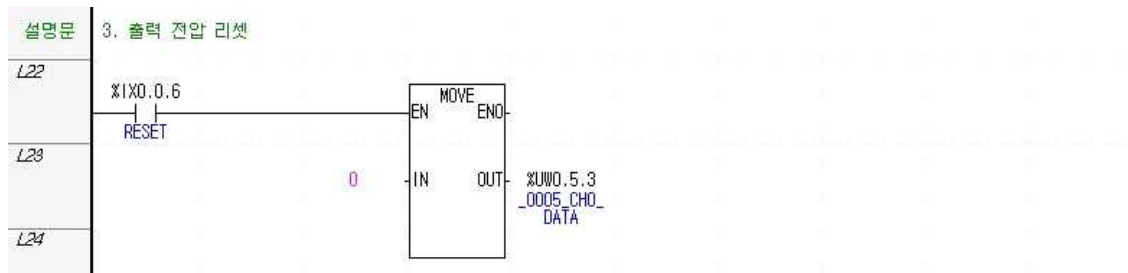 설명문 3. 출력 전압 리셋
L22
%IX0.0.6
MOVE
EN ENO
RESET
L23
0 IN OUT %UW0.5.3
_0005_CH0_
DATA
L24